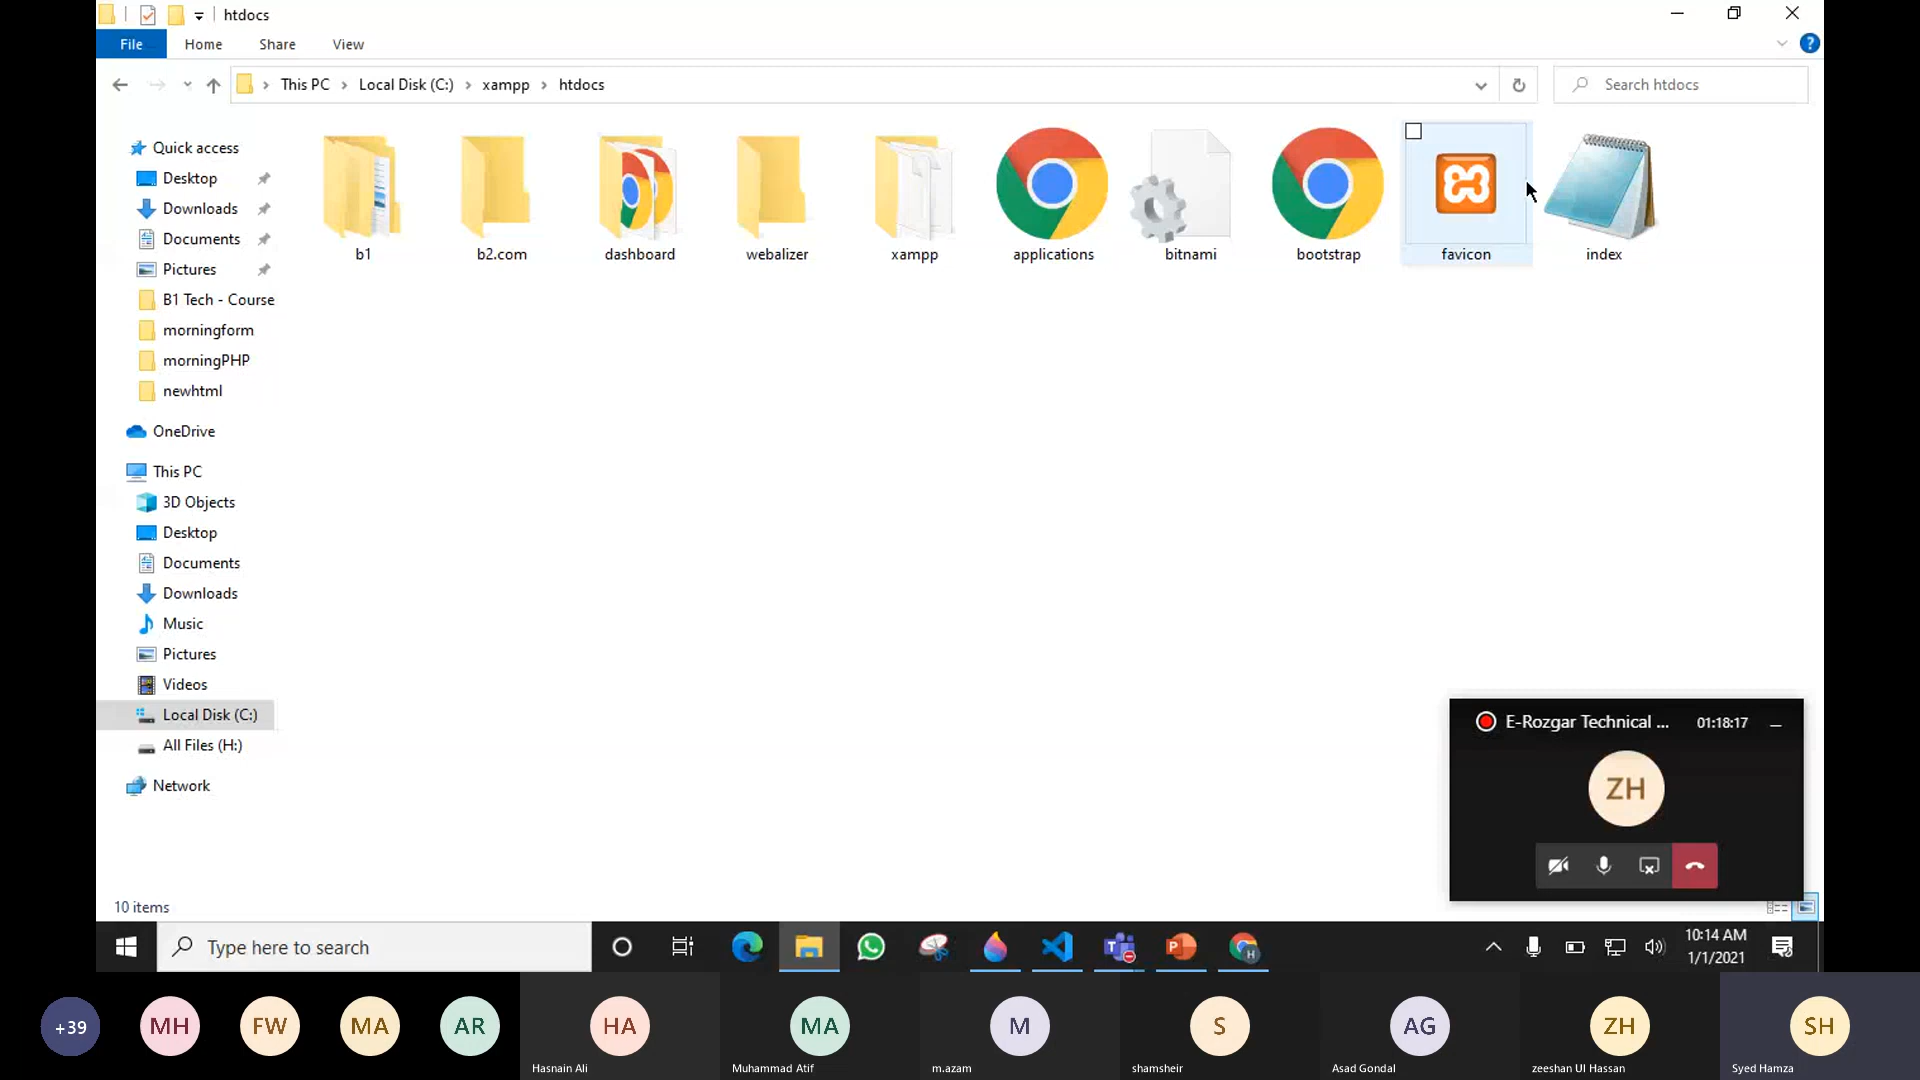 htdocs
File Home Share View
This PC Local Disk (C:) xampp htdocs
Search htdocs
Quick access
Desktop
Downloads
Documents
Pictures
B1 Tech - Course
morningform
morningPHP
newhtml
OneDrive
This PC
3D Objects
Desktop
Documents
Downloads
Music
Pictures
Videos
Local Disk (C:)
All Files (H:)
Network
b1 b2.com dashboard webalizer xampp applications bitnami bootstrap favicon index
E-Rozgar Technical ... 01:18:17
ZH
10 items
Type here to search
10:14 AM
1/1/2021
+39 MH FW MA AR HA MA M S AG ZH SH
Hasnain Ali Muhammad Atif m.azam shamsheir Asad Gondal zeeshan Ul Hassan Syed Hamza